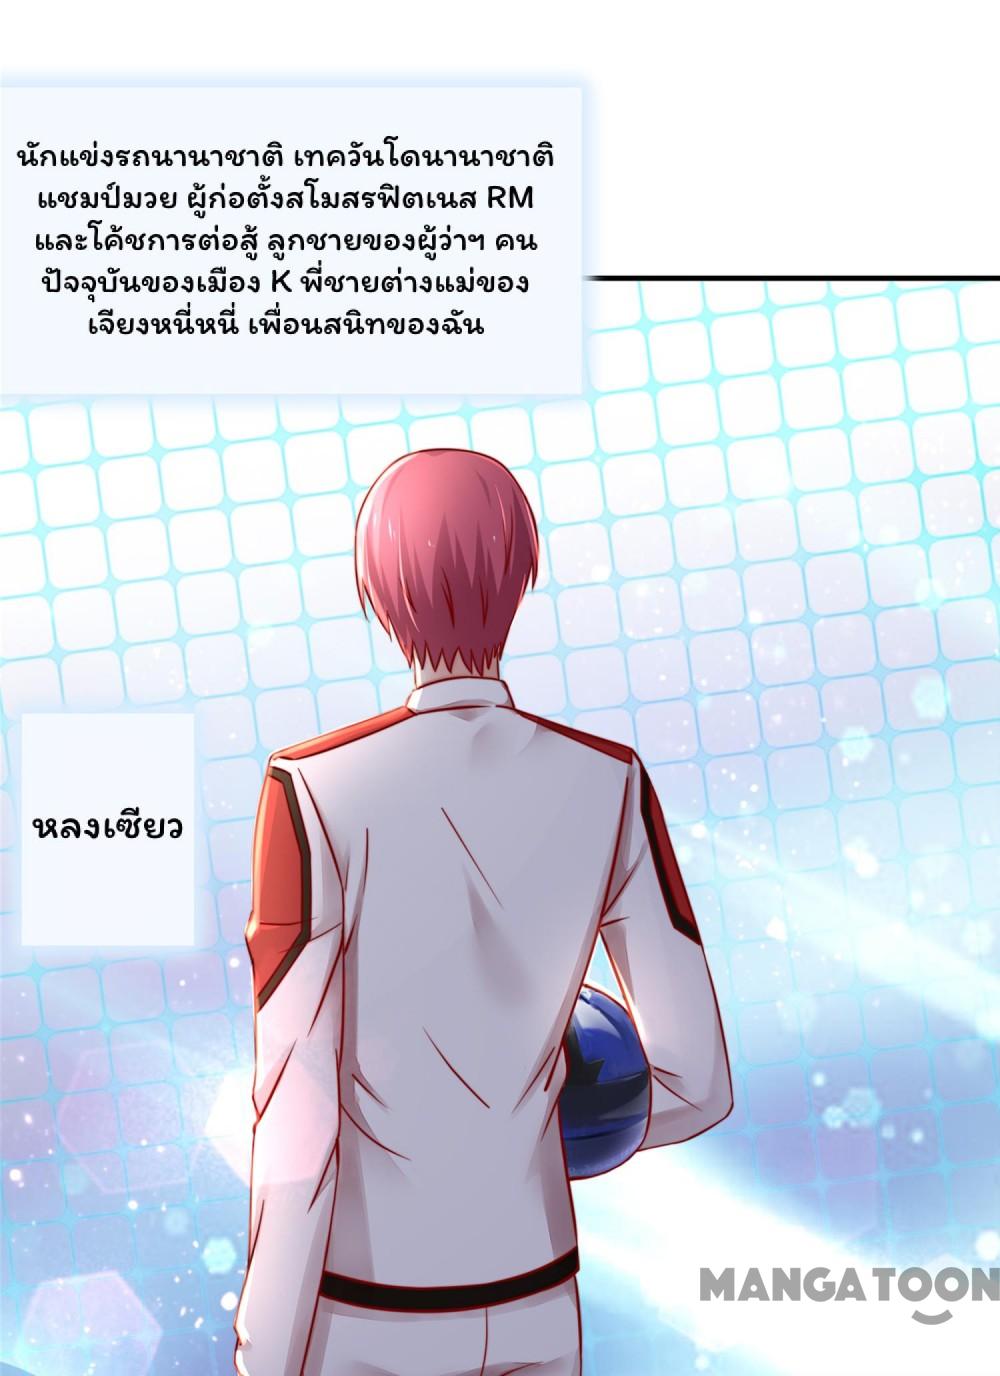 นักแข่งรถนานาชาติ เทควันโดนานาชาติ
แชมป์มวย ผู้ก่อตั้งสโมสรฟิตเนส RM
และโค้ชการต่อสู้ ลูกชายของผู้ว่าฯ คน
ปัจจุบันของเมือง K พี่ชายต่างแม่ของ
เจียงหนี่หนี่ เพื่อนสนิทของฉัน
หลงเซียว
MANGATOON